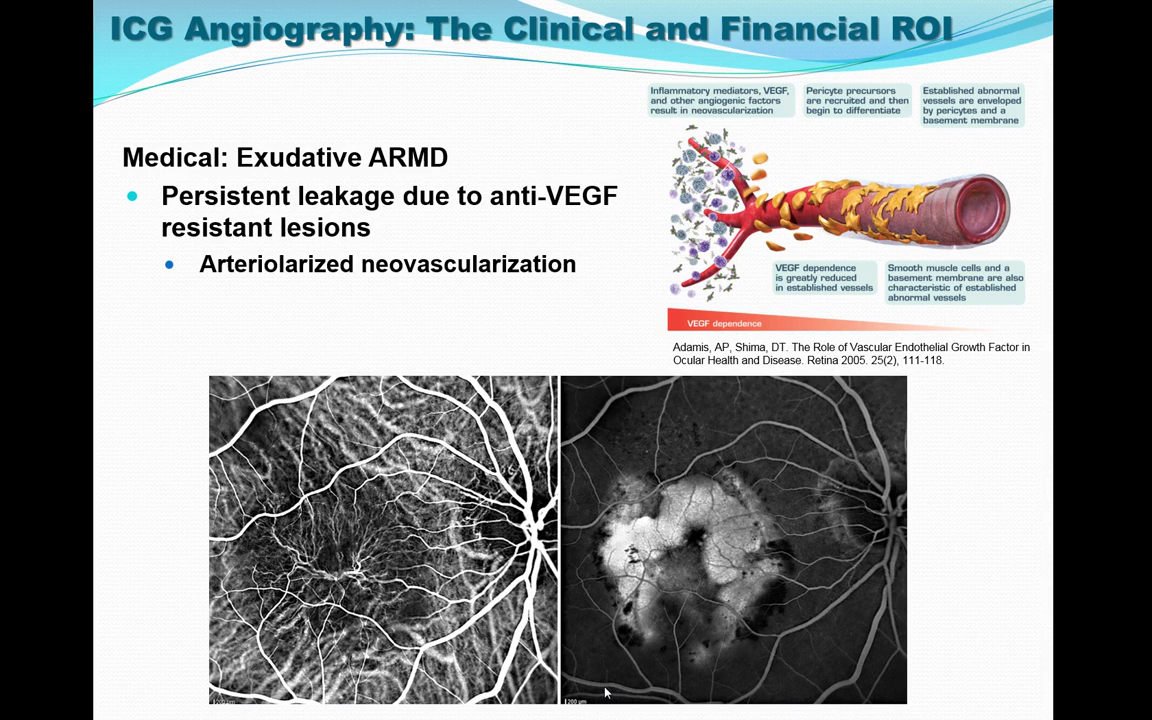 ICG Angiography: The Clinical and Financial ROI
Medical: Exudative ARMD
Persistent leakage due to anti-VEGF
resistant lesions
Arteriolarized neovascularization
Inflammatory mediators, VEGF,
and other angiogenic factors
result in neovascularization
Pericyte precursors
are recruited and then
begin to differentiate
Established abnormal
vessels are enveloped
by pericytes and a
basement membrane
VEGF dependence
is greatly reduced
in established vessels
Smooth muscle cells and a
basement membrane are also
characteristic of established
abnormal vessels
VEGF dependence
Adamis, AP, Shima, DT. The Role of Vascular Endothelial Growth Factor in
Ocular Health and Disease. Retina 2005. 25(2), 111-118.
200 µm
200 µm